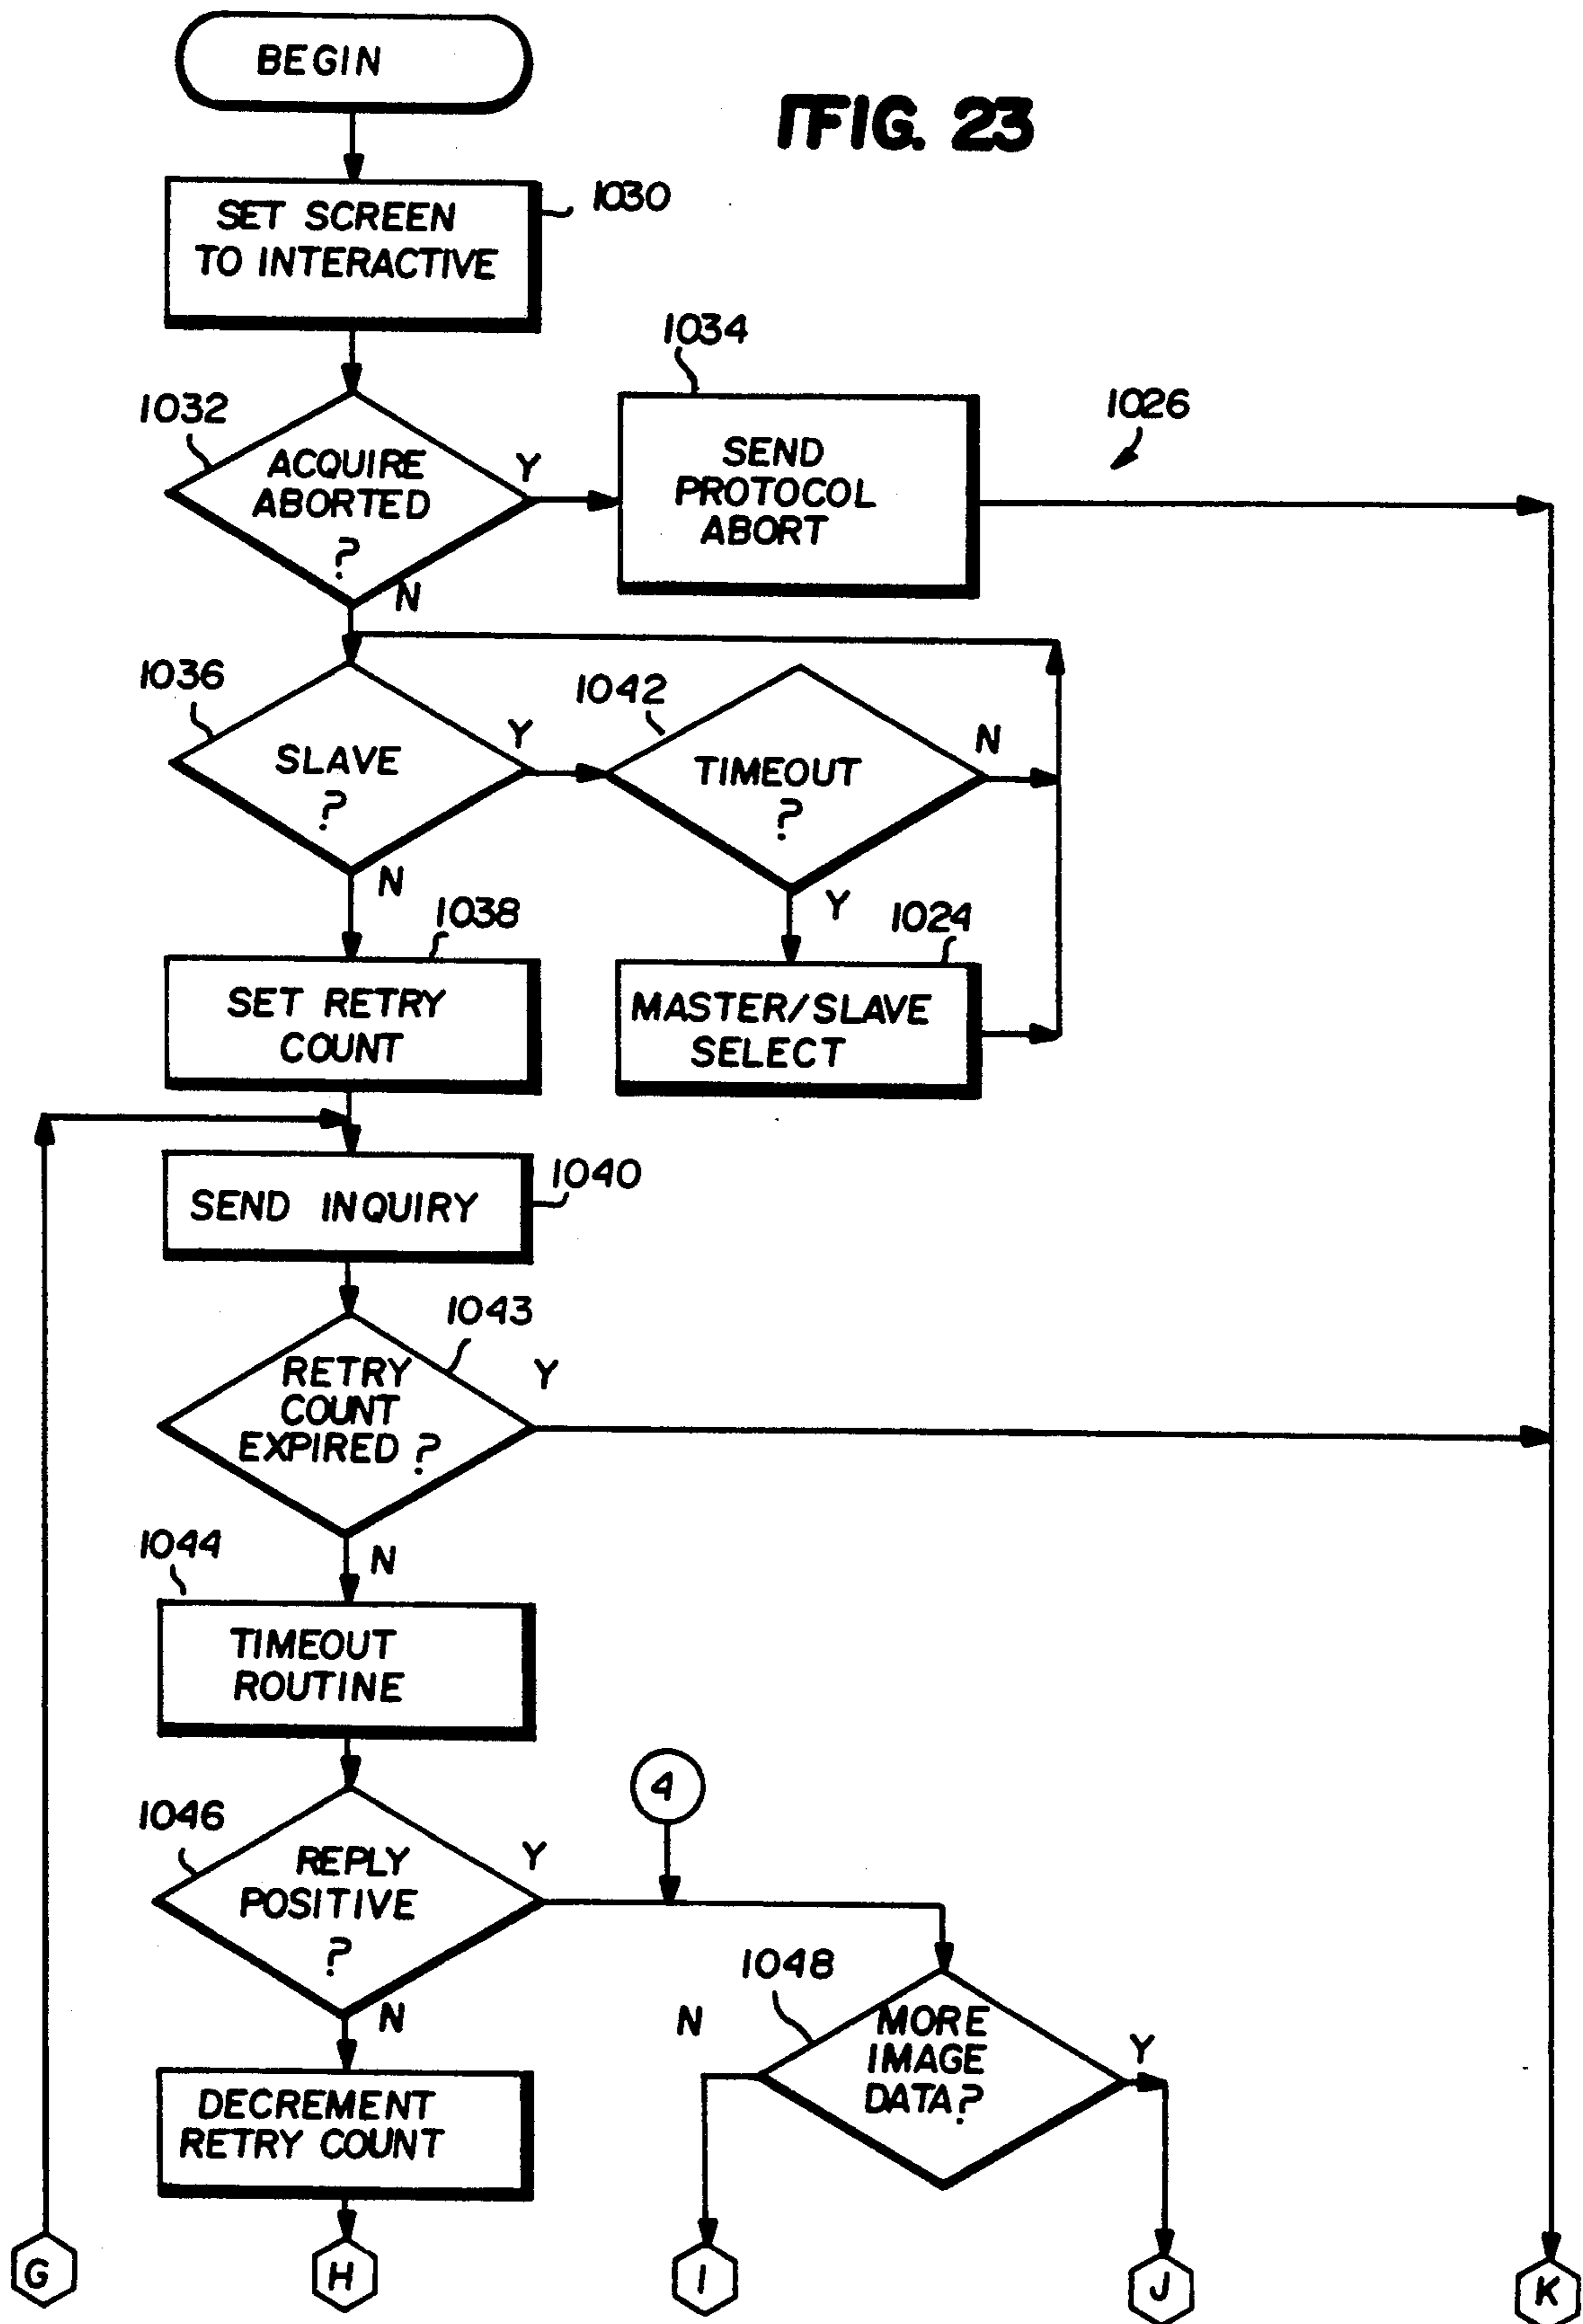 BEGIN
FIG. 23
SET SCREEN
TO INTERACTIVE
1030
1034
1032
ACQUIRE
ABORTED
?
Y
N
SEND
PROTOCOL
ABORT
1026
1036
SLAVE
?
Y
N
1042
TIMEOUT
?
N
Y
1038
SET RETRY
COUNT
1024
MASTER/SLAVE
SELECT
SEND INQUIRY
1040
1043
RETRY
COUNT
EXPIRED ?
Y
N
1044
TIMEOUT
ROUTINE
4
1046
REPLY
POSITIVE
?
Y
N
1048
MORE
IMAGE
DATA?
N
Y
DECREMENT
RETRY COUNT
G
H
I
J
K